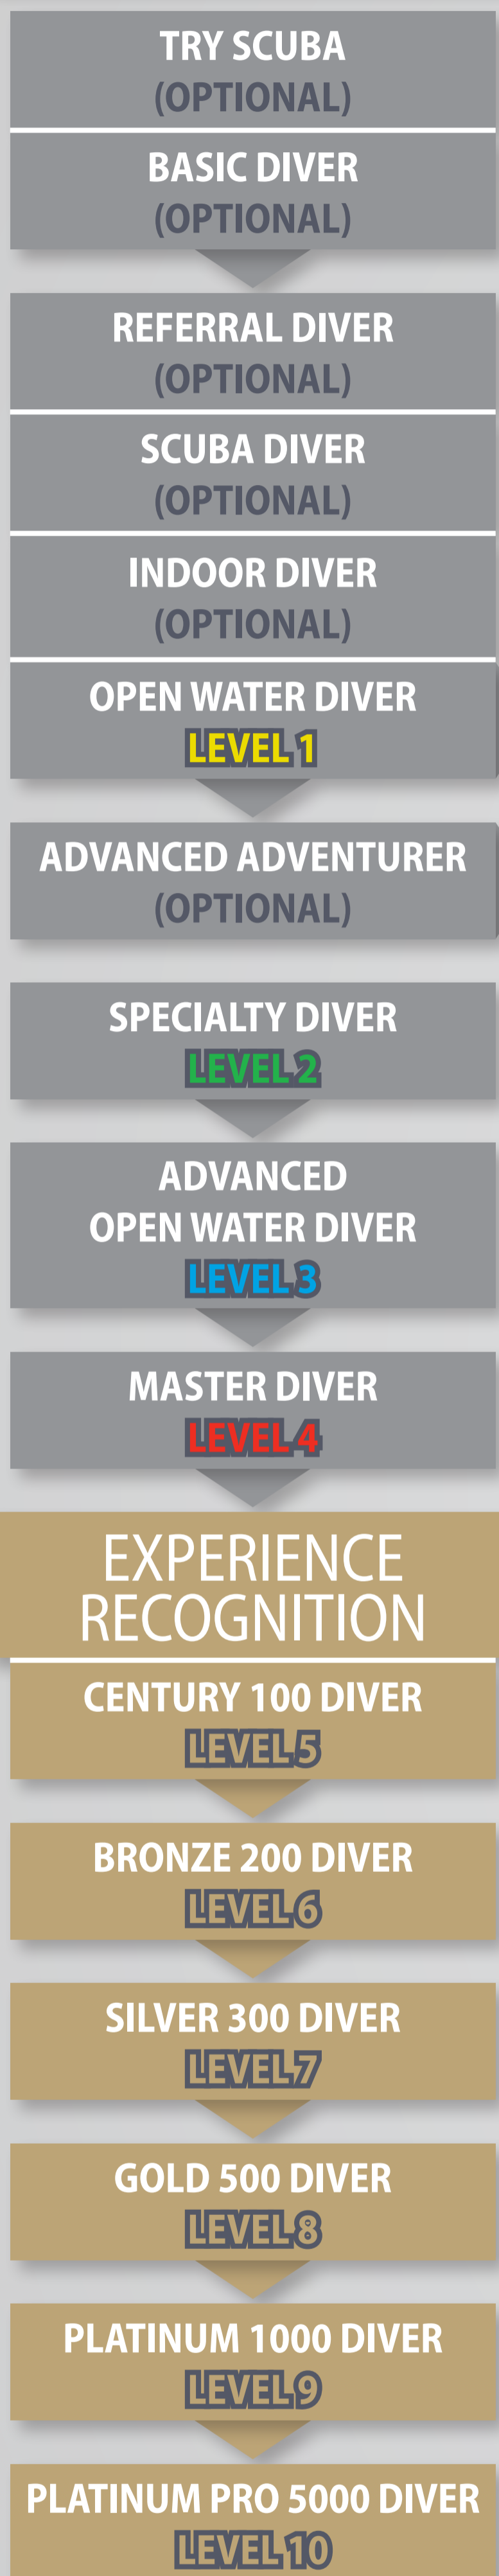 TRY SCUBA
(OPTIONAL)
BASIC DIVER
(OPTIONAL)
REFERRAL DIVER
(OPTIONAL)
SCUBA DIVER
(OPTIONAL)
INDOOR DIVER
(OPTIONAL)
OPEN WATER DIVER
LEVEL 1
ADVANCED ADVENTURER
(OPTIONAL)
SPECIALTY DIVER
LEVEL 2
ADVANCED
OPEN WATER DIVER
LEVEL 3
MASTER DIVER
LEVEL 4
EXPERIENCE
RECOGNITION
CENTURY 100 DIVER
LEVEL 5
BRONZE 200 DIVER
LEVEL 6
SILVER 300 DIVER
LEVEL 7
GOLD 500 DIVER
LEVEL 8
PLATINUM 1000 DIVER
LEVEL 9
PLATINUM PRO 5000 DIVER
LEVEL 10